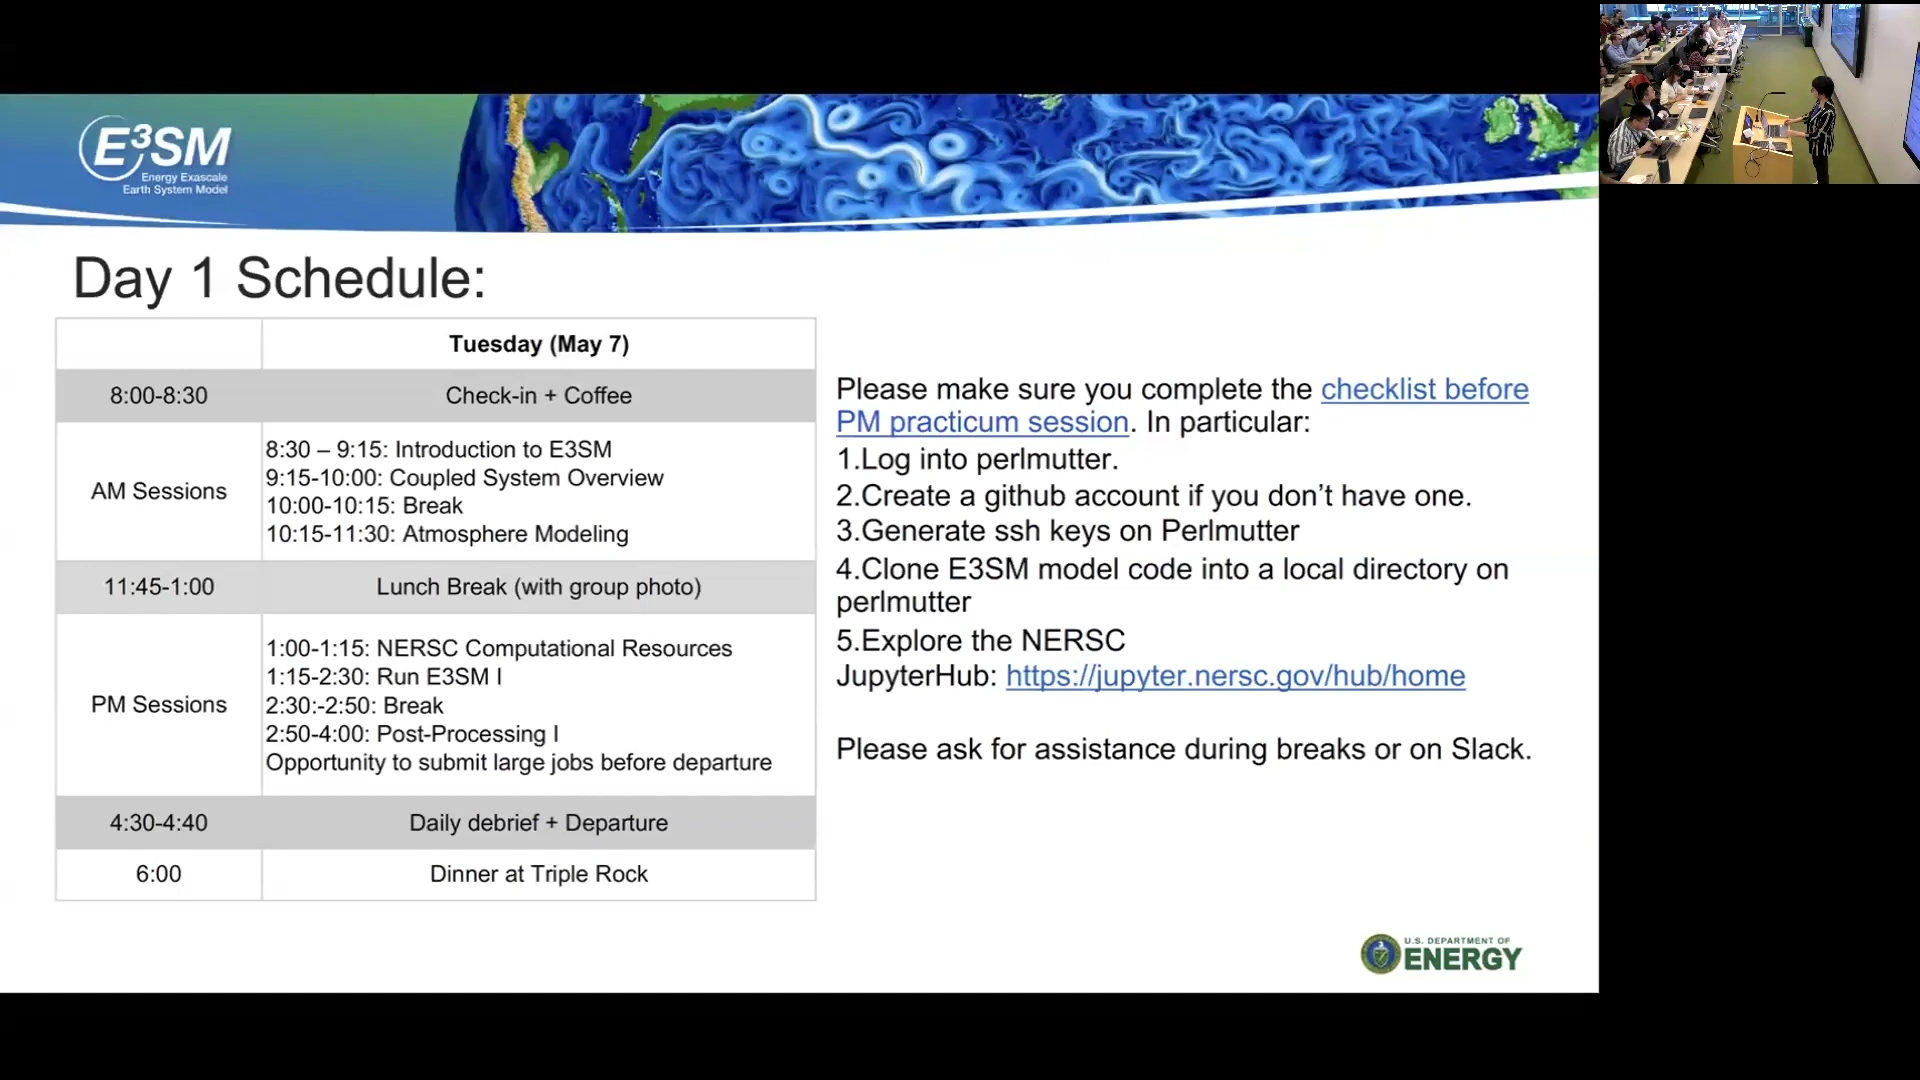 E³SM
Energy Exascale
Earth System Model
Day 1 Schedule:
Tuesday (May 7)
8:00-8:30 Check-in + Coffee
AM Sessions
8:30 – 9:15: Introduction to E3SM
9:15-10:00: Coupled System Overview
10:00-10:15: Break
10:15-11:30: Atmosphere Modeling
11:45-1:00 Lunch Break (with group photo)
PM Sessions
1:00-1:15: NERSC Computational Resources
1:15-2:30: Run E3SM I
2:30:-2:50: Break
2:50-4:00: Post-Processing I
Opportunity to submit large jobs before departure
4:30-4:40 Daily debrief + Departure
6:00 Dinner at Triple Rock
Please make sure you complete the checklist before
PM practicum session. In particular:
1.Log into perlmutter.
2.Create a github account if you don’t have one.
3.Generate ssh keys on Perlmutter
4.Clone E3SM model code into a local directory on
perlmutter
5.Explore the NERSC
JupyterHub: https://jupyter.nersc.gov/hub/home
Please ask for assistance during breaks or on Slack.
U.S. DEPARTMENT OF
ENERGY